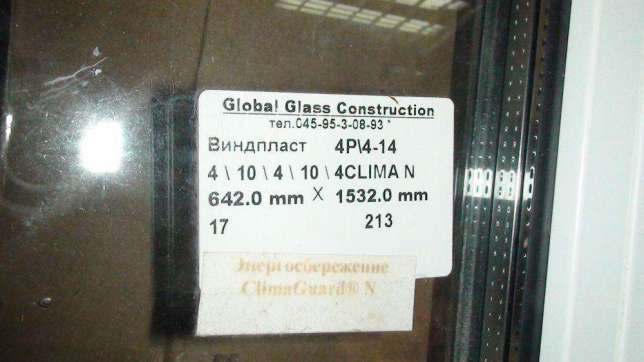 Global Glass Construction
тел.045-95-3-08-93
Виндпласт 4P\4-14
4 \ 10 \ 4 \ 10 \ 4CLIMA N
642.0 mm X 1532.0 mm
17 213
Энергосбережение
ClimaGuard® N